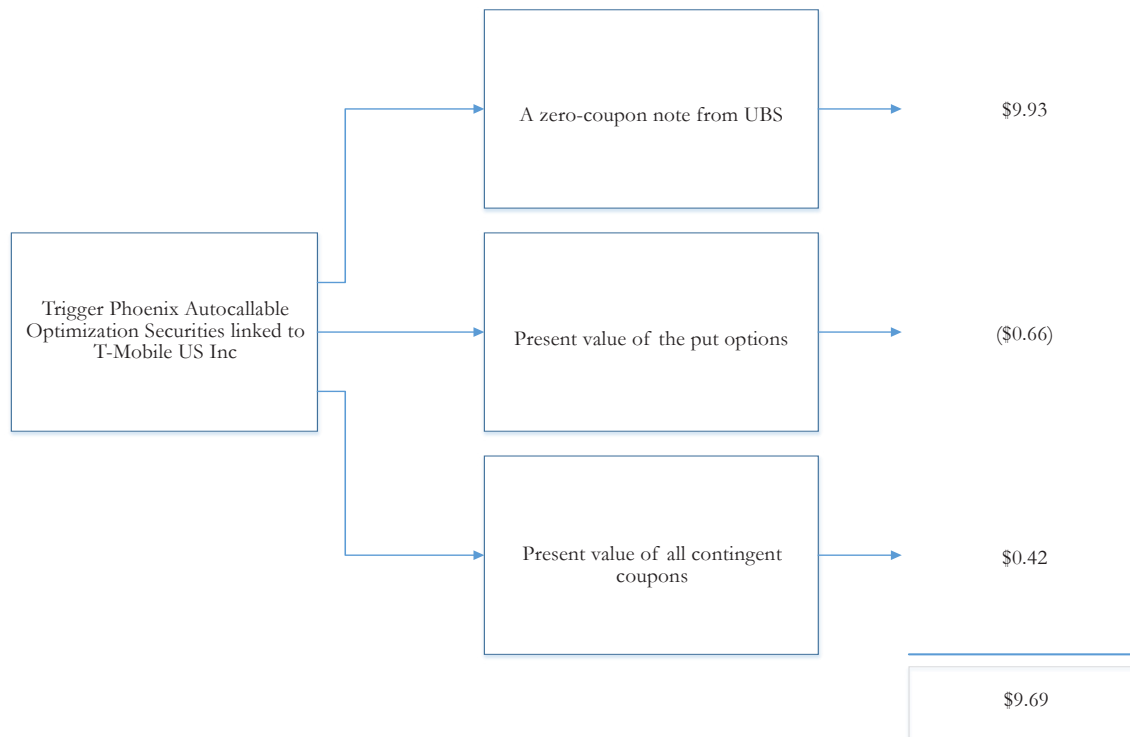 A zero-coupon note from UBS
$9.93
Trigger Phoenix Autocallable
Optimization Securities linked to
T-Mobile US Inc
Present value of the put options
($0.66)
Present value of all contingent
coupons
$0.42
$9.69